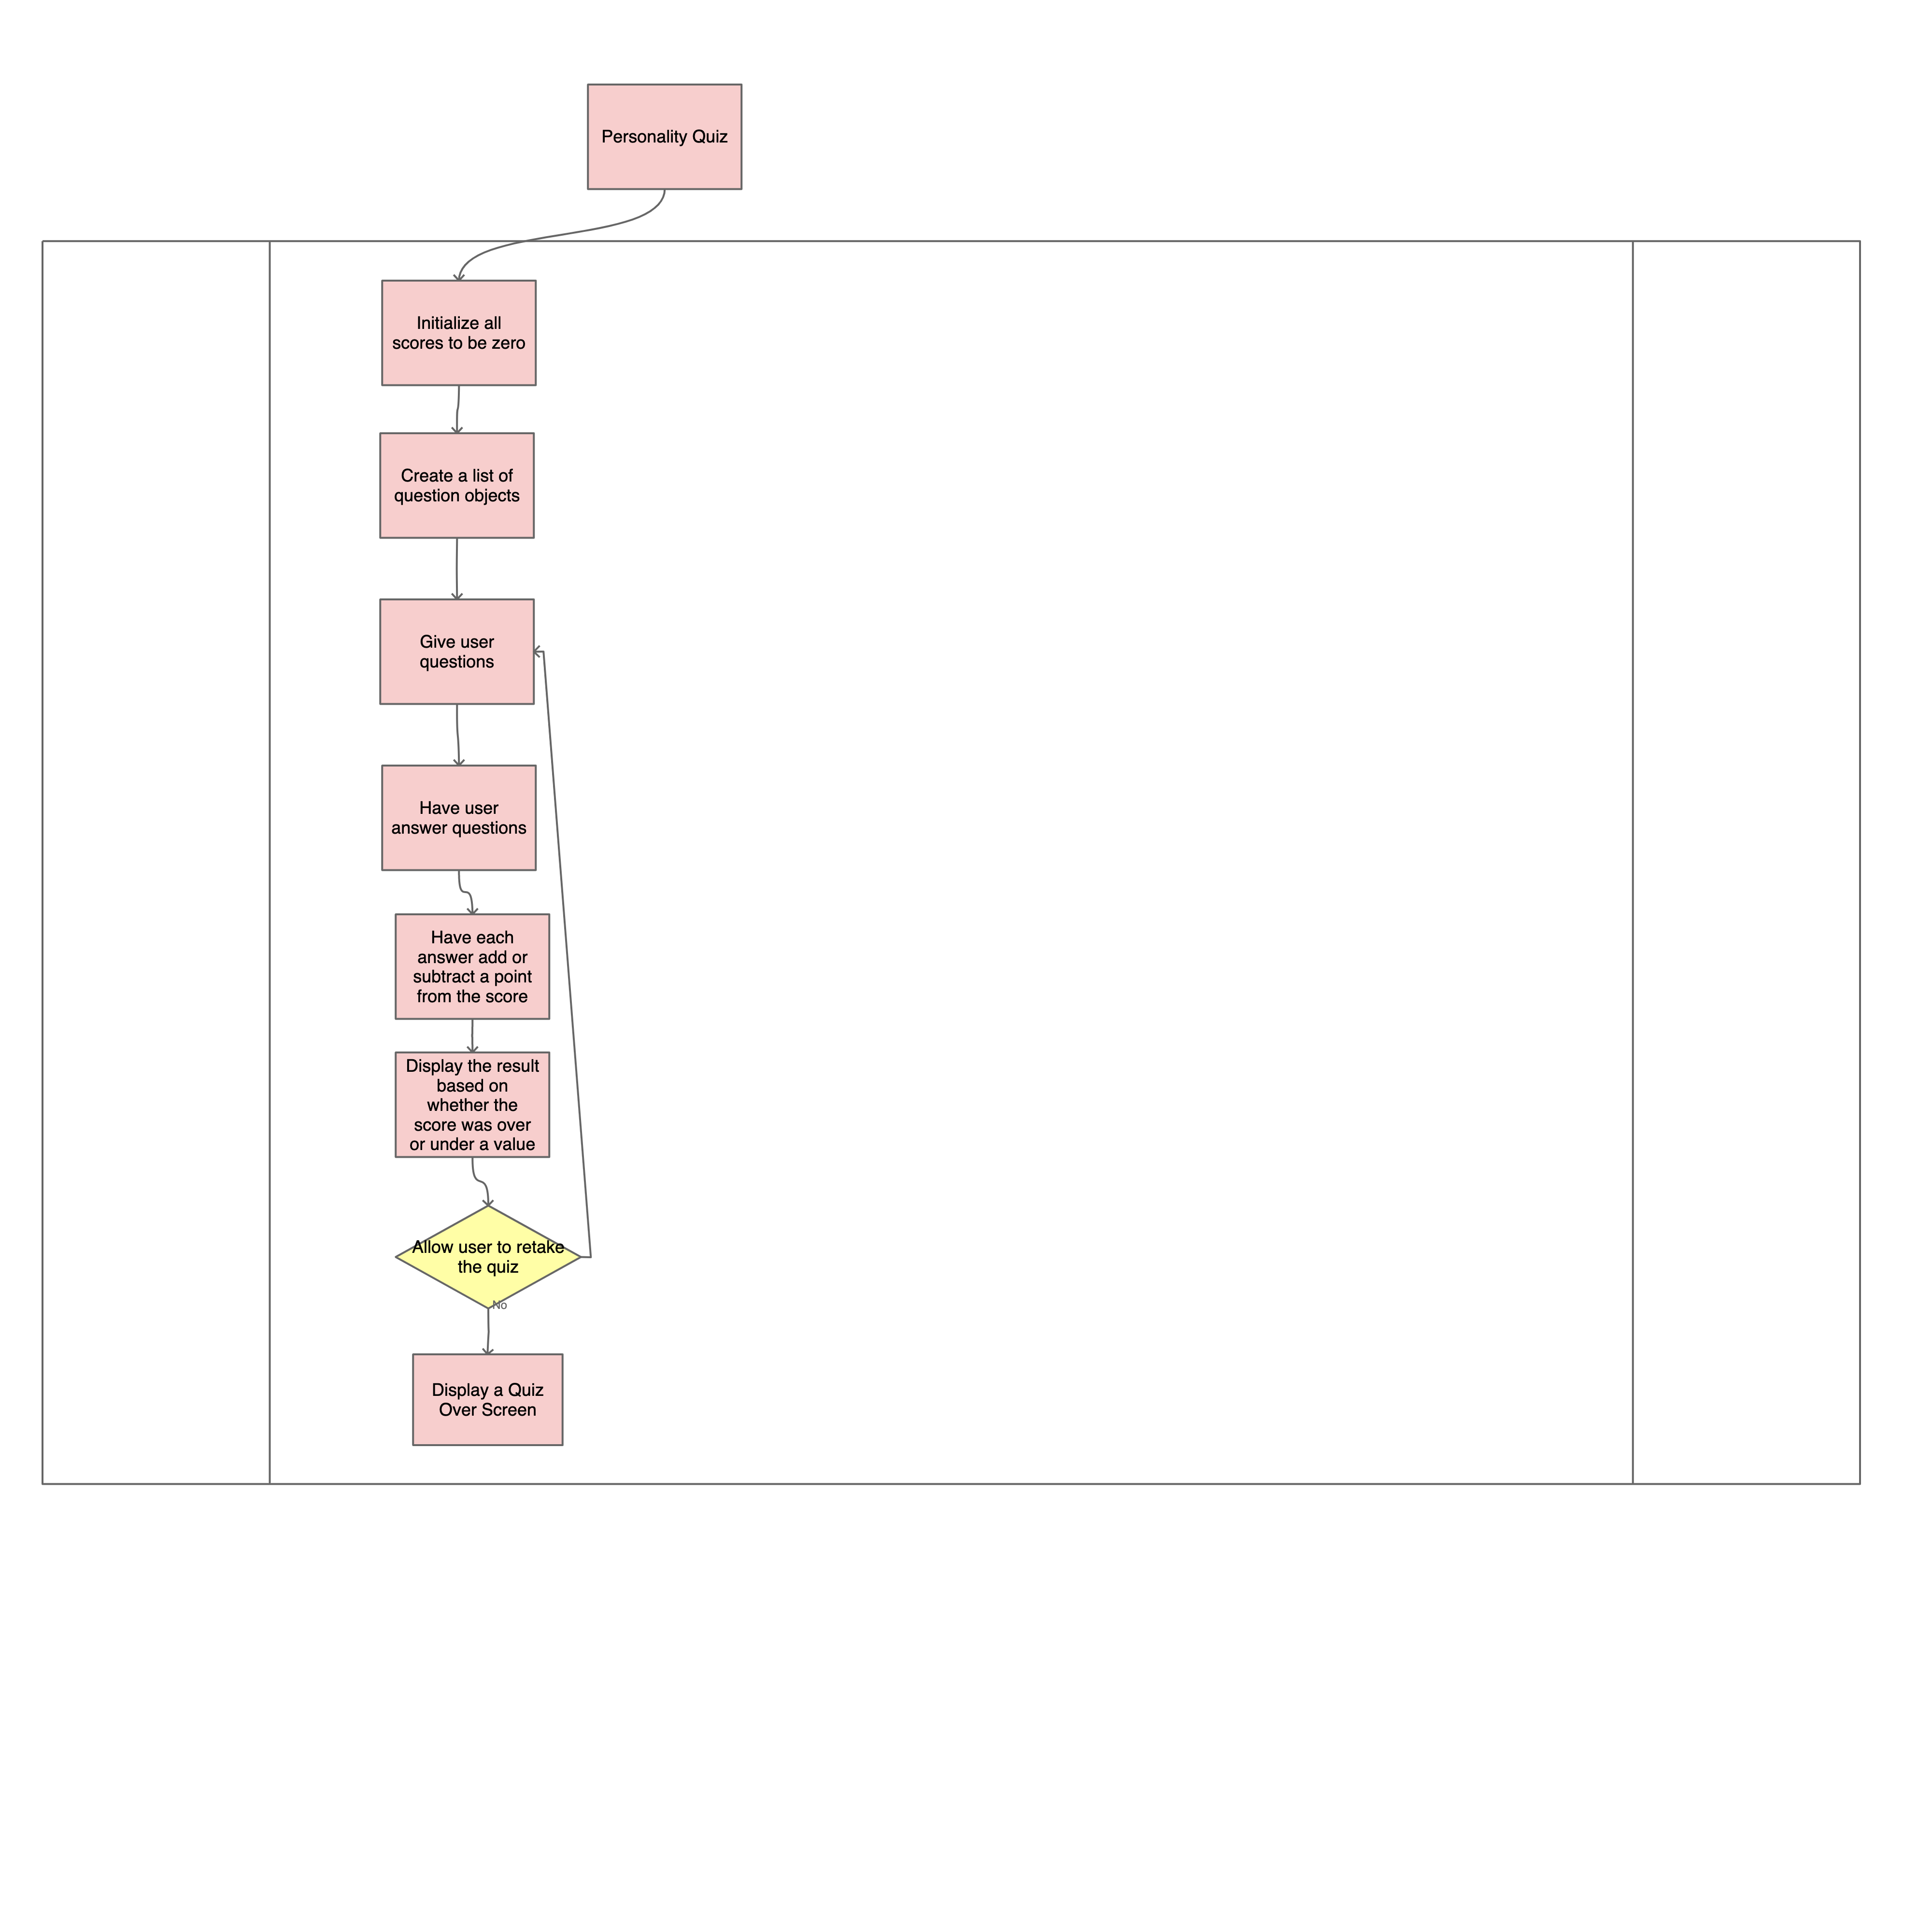 Personality Quiz
Initialize all
scores to be zero
Create a list of
question objects
Give user
questions
Have user
answer questions
Have each
answer add or
subtract a point
from the score
Display the result
based on
whether the
score was over
or under a value
Allow user to retake
the quiz
No
Display a Quiz
Over Screen